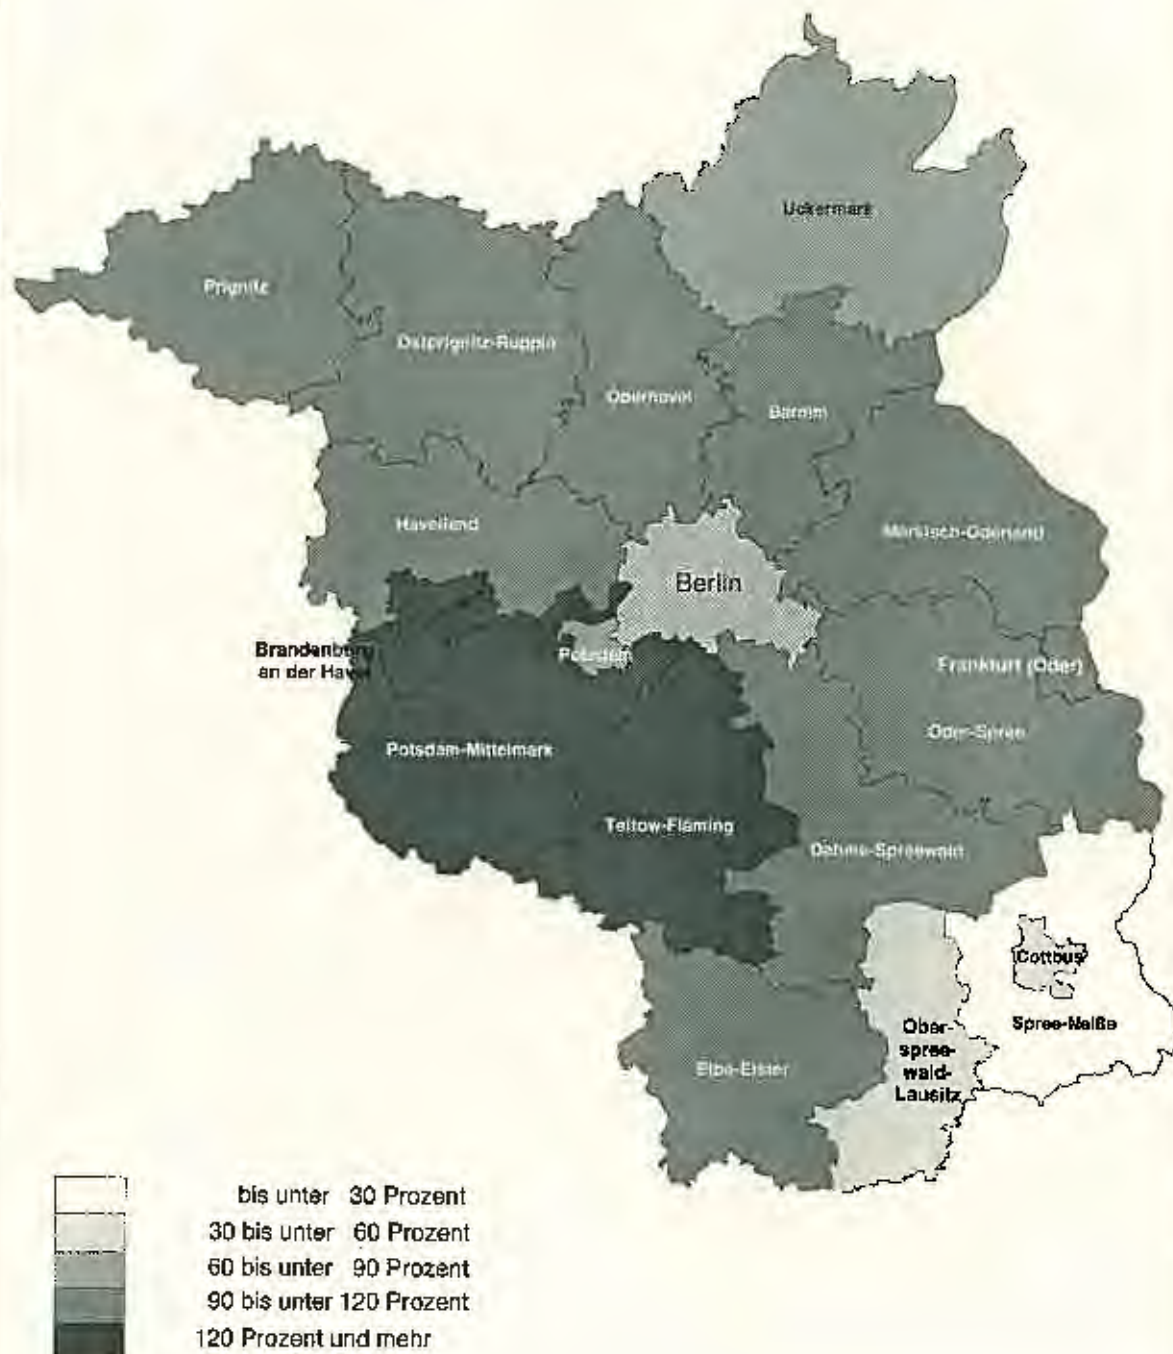 Uckermark
Prignitz
Ostprignitz-Ruppin
Oberhavel
Barnim
Havelland
Märkisch-Oderland
Berlin
Brandenburg
an der Havel
Potsdam
Frankfurt (Oder)
Oder-Spree
Potsdam-Mittelmark
Teltow-Fläming
Dahme-Spreewald
Cottbus
Spree-Neiße
Ober-
spree-
wald-
Lausitz
Elbe-Elster
bis unter 30 Prozent
30 bis unter 60 Prozent
60 bis unter 90 Prozent
90 bis unter 120 Prozent
120 Prozent und mehr